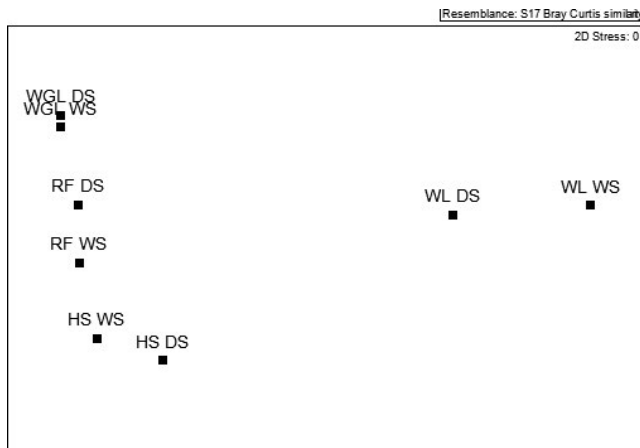 Resemblance: S17 Bray Curtis similarity
2D Stress: 0
WGL DS
WGL WS
RF DS
WL DS
WL WS
RF WS
HS WS
HS DS